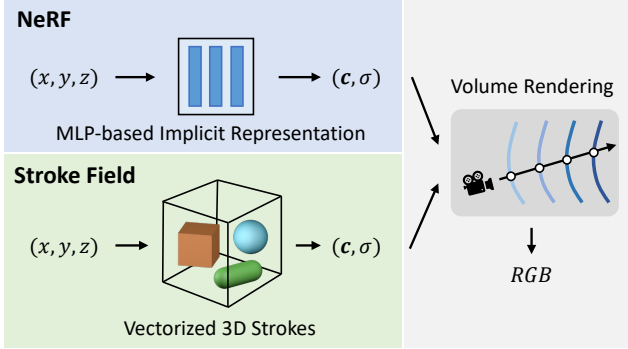 NeRF
(x, y, z)
(c, σ)
MLP-based Implicit Representation
Stroke Field
(x, y, z)
(c, σ)
Vectorized 3D Strokes
Volume Rendering
RGB